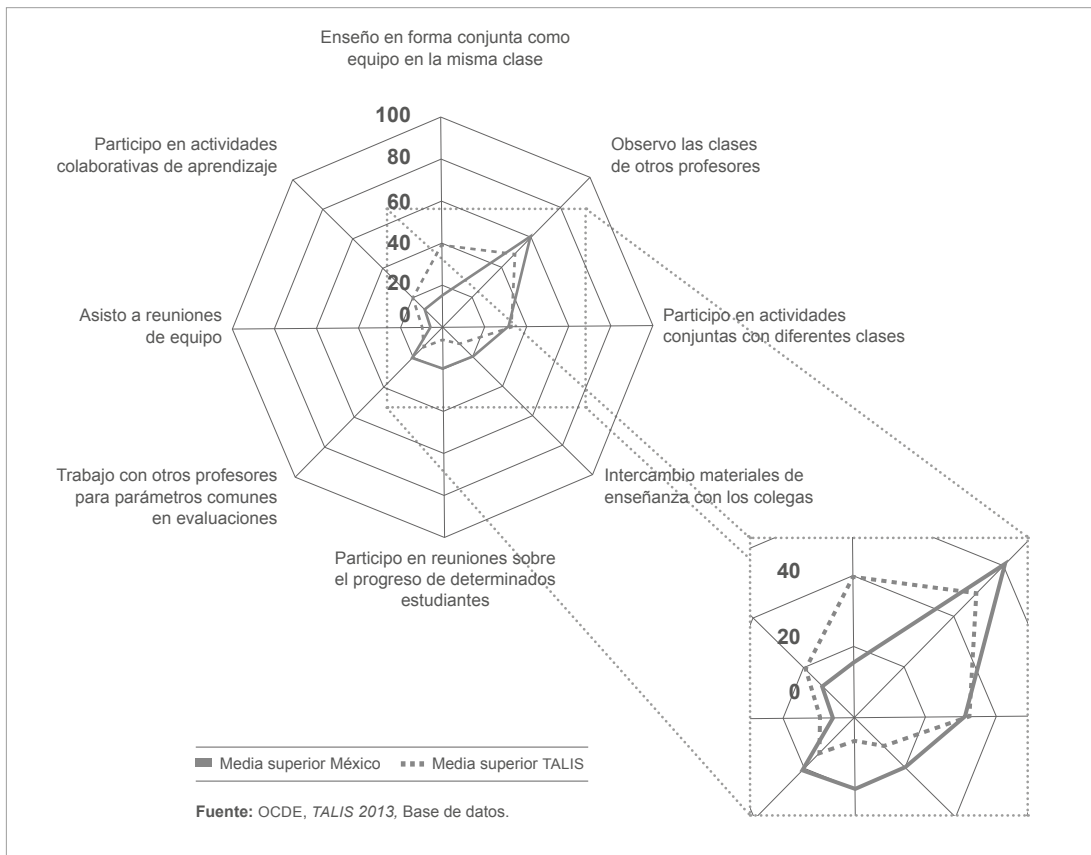 Enseño en forma conjunta como
equipo en la misma clase
100
80
60
40
20
0
Participo en actividades
colaborativas de aprendizaje
Observo las clases
de otros profesores
Asisto a reuniones
de equipo
Participo en actividades
conjuntas con diferentes clases
Trabajo con otros profesores
para parámetros comunes
en evaluaciones
Intercambio materiales de
enseñanza con los colegas
Participo en reuniones sobre
el progreso de determinados
estudiantes
40
20
0
Media superior México Media superior TALIS
Fuente: OCDE, TALIS 2013, Base de datos.